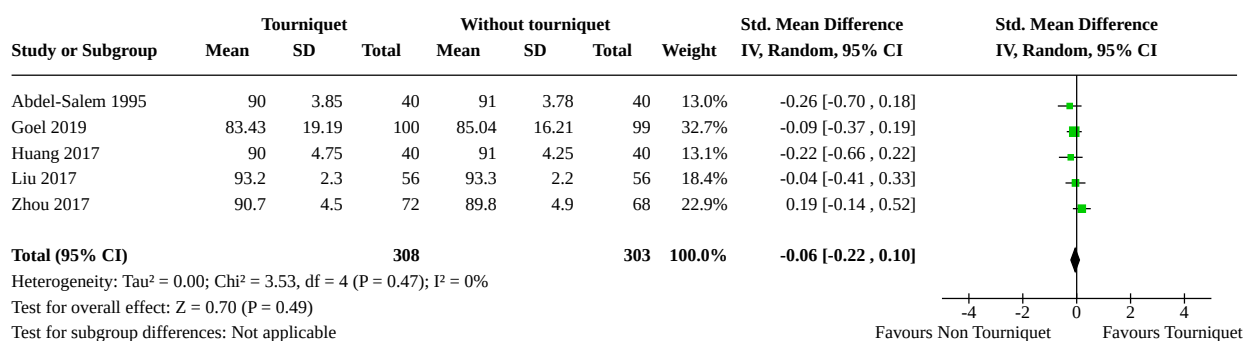 Tourniquet Without tourniquet Std. Mean Difference Std. Mean Difference
Study or Subgroup Mean SD Total Mean SD Total Weight IV, Random, 95% CI IV, Random, 95% CI
Abdel-Salem 1995 90 3.85 40 91 3.78 40 13.0% -0.26 [-0.70 , 0.18]
Goel 2019 83.43 19.19 100 85.04 16.21 99 32.7% -0.09 [-0.37 , 0.19]
Huang 2017 90 4.75 40 91 4.25 40 13.1% -0.22 [-0.66 , 0.22]
Liu 2017 93.2 2.3 56 93.3 2.2 56 18.4% -0.04 [-0.41 , 0.33]
Zhou 2017 90.7 4.5 72 89.8 4.9 68 22.9% 0.19 [-0.14 , 0.52]
Total (95% CI) 308 303 100.0% -0.06 [-0.22 , 0.10]
Heterogeneity: Tau² = 0.00; Chi² = 3.53, df = 4 (P = 0.47); I² = 0%
Test for overall effect: Z = 0.70 (P = 0.49) -4 -2 0 2 4
Test for subgroup differences: Not applicable Favours Non Tourniquet Favours Tourniquet